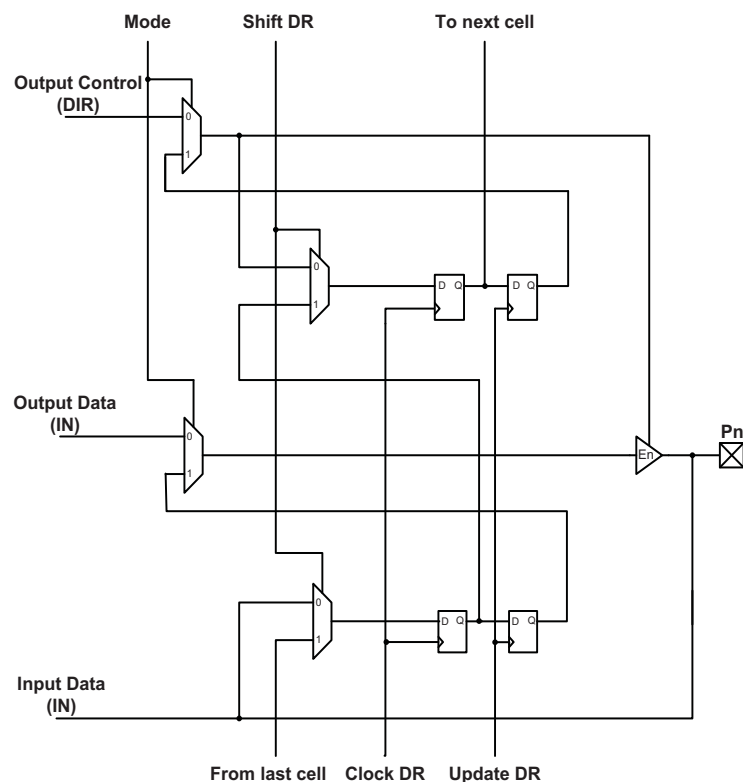 Mode
Shift DR
To next cell
Output Control
(DIR)
0
1
0
1
D Q
D Q
Output Data
(IN)
0
1
En
Pn
0
1
D Q
D Q
Input Data
(IN)
From last cell
Clock DR
Update DR